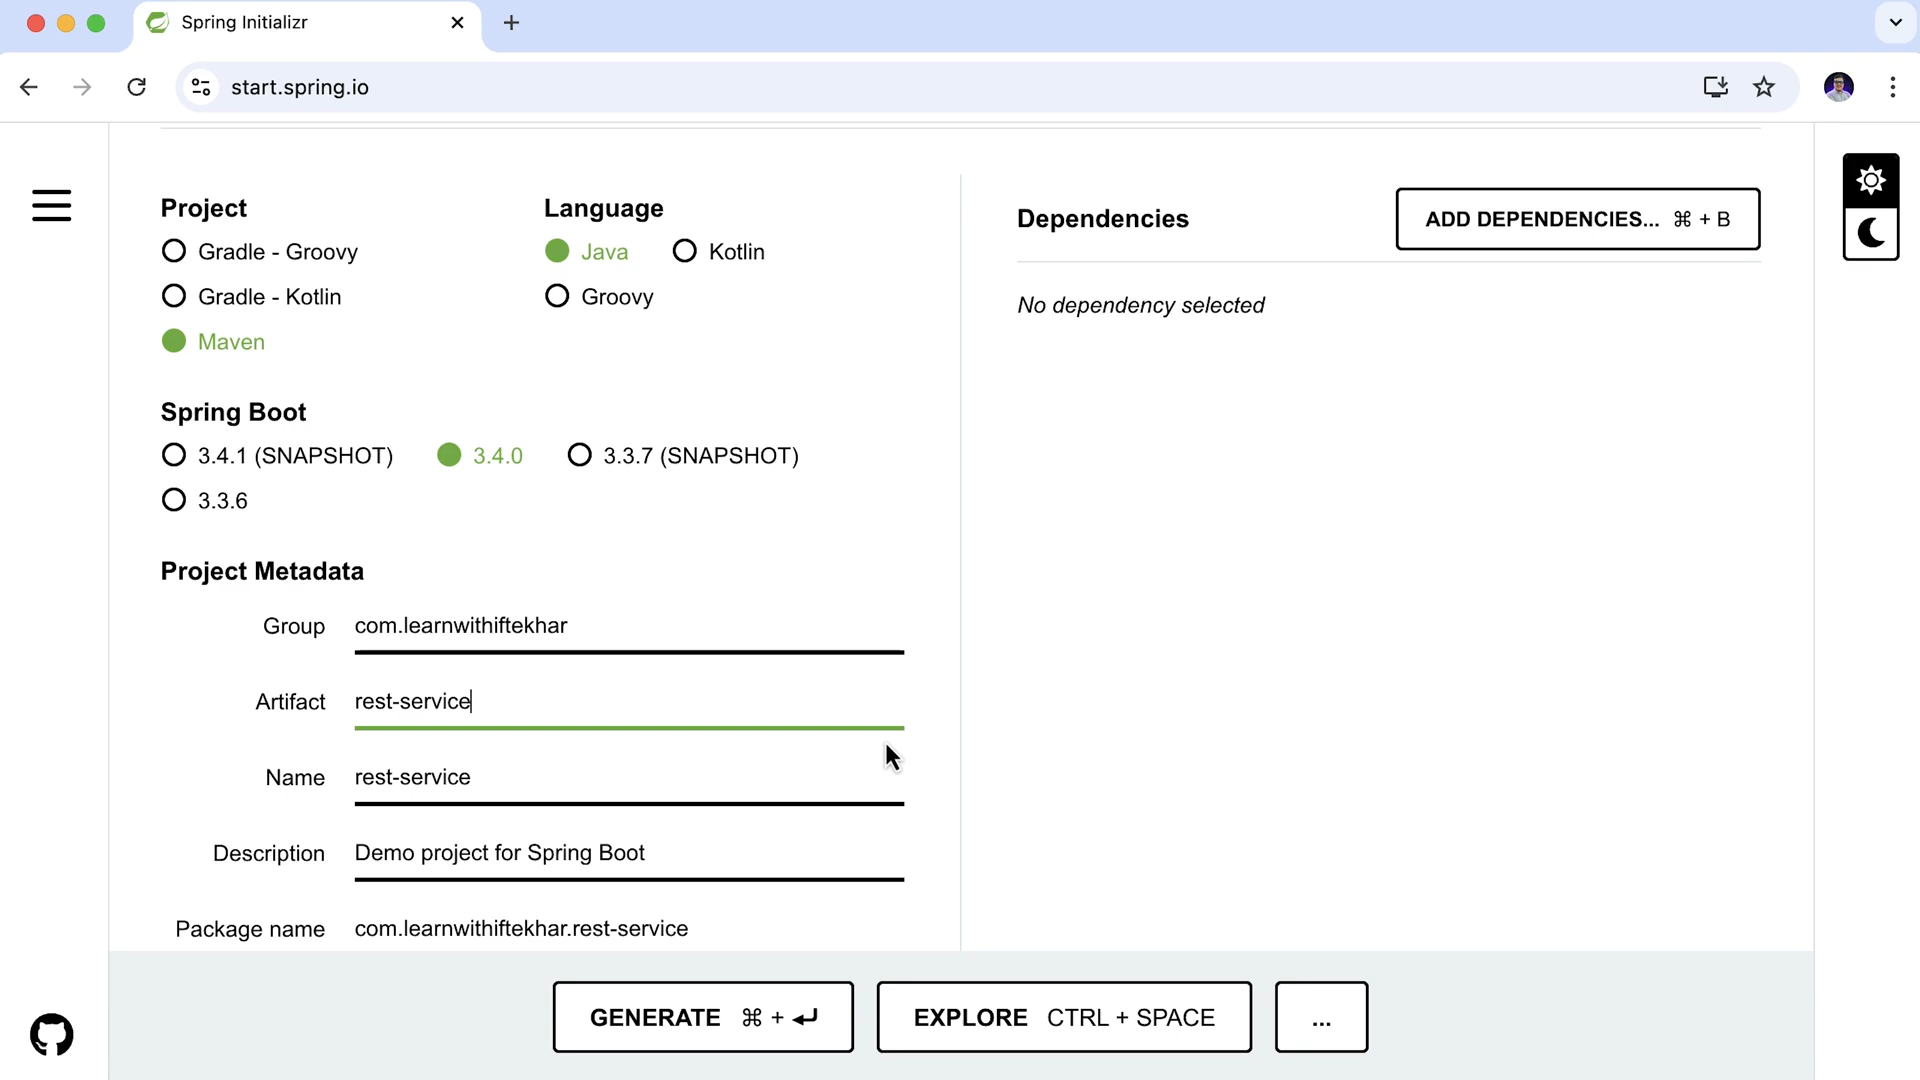 Spring Initializr
start.spring.io
Project
Gradle - Groovy
Gradle - Kotlin
Maven
Language
Java Kotlin
Groovy
Spring Boot
3.4.1 (SNAPSHOT) 3.4.0 3.3.7 (SNAPSHOT)
3.3.6
Project Metadata
Group com.learnwithiftekhar
Artifact rest-service
Name rest-service
Description Demo project for Spring Boot
Package name com.learnwithiftekhar.rest-service
Dependencies
ADD DEPENDENCIES... ⌘ + B
No dependency selected
GENERATE ⌘ + ↵
EXPLORE CTRL + SPACE
...